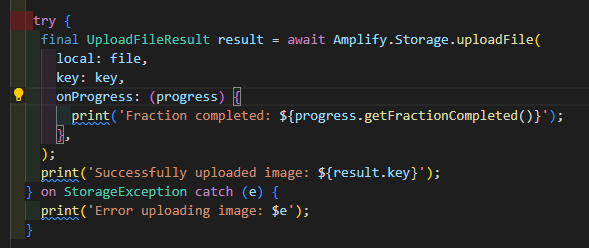 try {
final UploadFileResult result = await Amplify.Storage.uploadFile(
local: file,
key: key,
onProgress: (progress) {
print('Fraction completed: ${progress.getFractionCompleted()}');
},
);
print('Successfully uploaded image: ${result.key}');
} on StorageException catch (e) {
print('Error uploading image: $e');
}